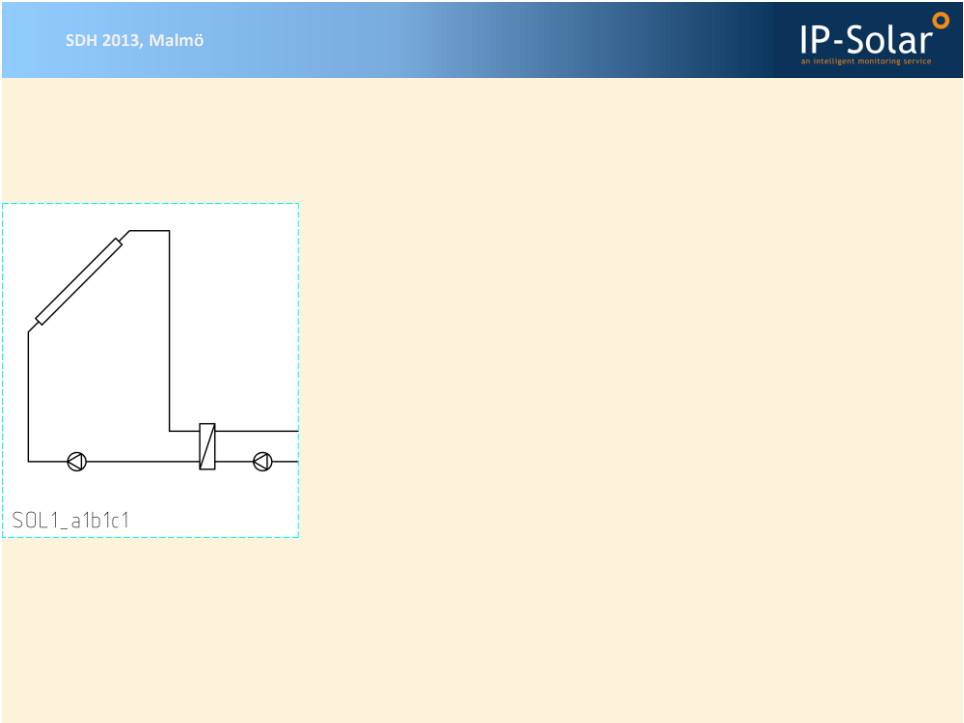 SDH 2013, Malmö
IP-Solar
an intelligent monitoring service
SOL1_a1b1c1